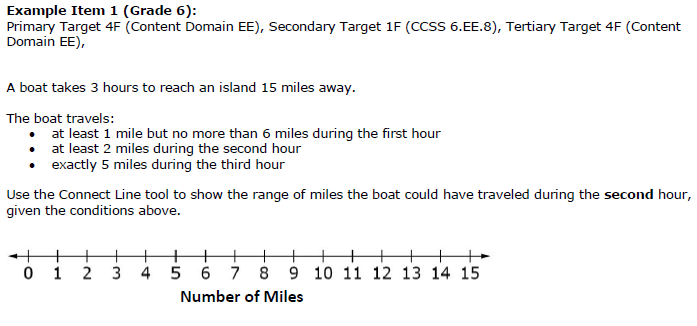 Example Item 1 (Grade 6):
Primary Target 4F (Content Domain EE), Secondary Target 1F (CCSS 6.EE.8), Tertiary Target 4F (Content
Domain EE),
A boat takes 3 hours to reach an island 15 miles away.
The boat travels:
• at least 1 mile but no more than 6 miles during the first hour
• at least 2 miles during the second hour
• exactly 5 miles during the third hour
Use the Connect Line tool to show the range of miles the boat could have traveled during the second hour,
given the conditions above.
0 1 2 3 4 5 6 7 8 9 10 11 12 13 14 15
Number of Miles